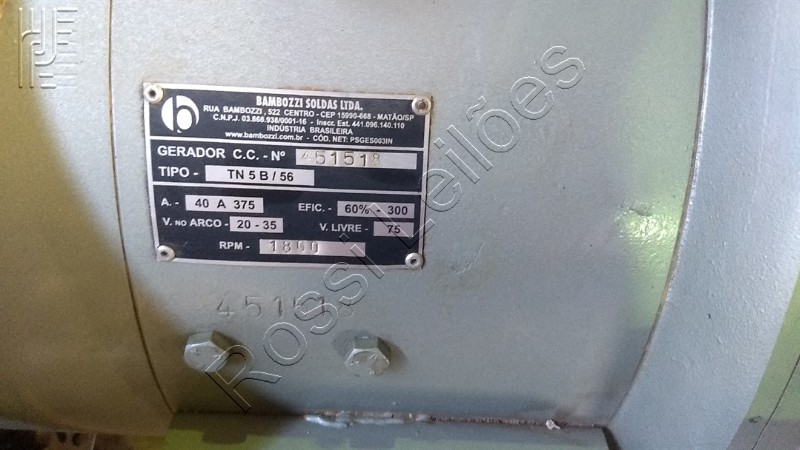 BAMBOZZI SOLDAS LTDA.
RUA BAMBOZZI, 522 CENTRO - CEP 15990-668 - MATÃO/SP
C.N.P.J. 03.868.938/0001-16 - Inscr. Est. 441.096.140.110
INDÚSTRIA BRASILEIRA
www.bambozzi.com.br - CÓD. NET: PSGES003IN
GERADOR C.C. - Nº 451518
TIPO - TN 5 B / 56
A. - 40 A 375 EFIC. - 60% - 300
V. NO ARCO - 20 - 35 V. LIVRE - 75
RPM - 1800
451518
Rossi Leilões